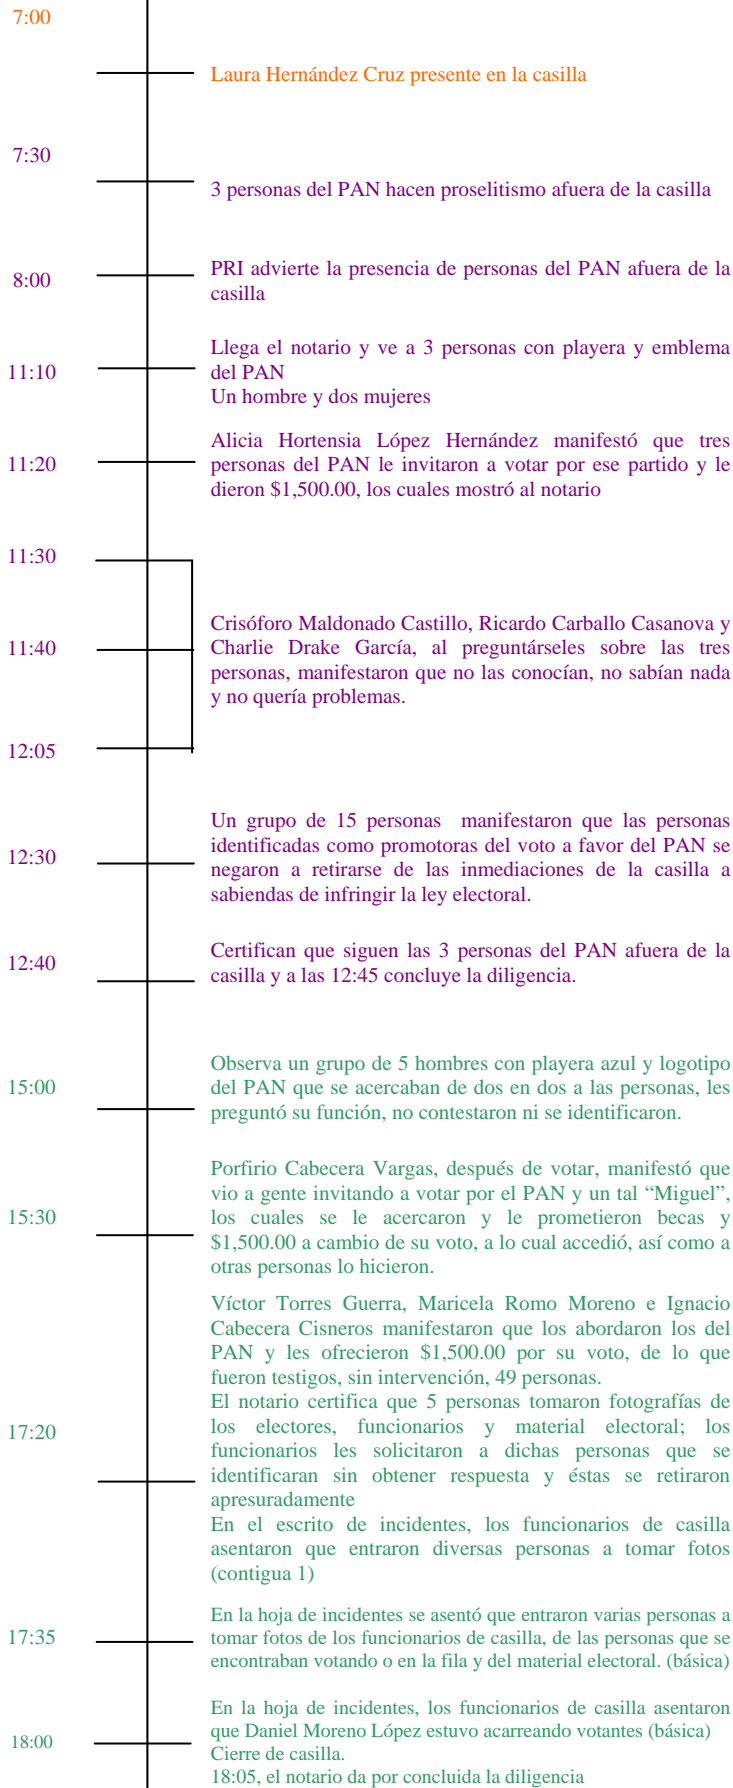 7:00
Laura Hernández Cruz presente en la casilla
7:30
3 personas del PAN hacen proselitismo afuera de la casilla
8:00
PRI advierte la presencia de personas del PAN afuera de la
casilla
11:10
Llega el notario y ve a 3 personas con playera y emblema
del PAN
Un hombre y dos mujeres
11:20
Alicia Hortensia López Hernández manifestó que tres
personas del PAN le invitaron a votar por ese partido y le
dieron $1,500.00, los cuales mostró al notario
11:30
11:40
Crisóforo Maldonado Castillo, Ricardo Carballo Casanova y
Charlie Drake García, al preguntárseles sobre las tres
personas, manifestaron que no las conocían, no sabían nada
y no quería problemas.
12:05
12:30
Un grupo de 15 personas manifestaron que las personas
identificadas como promotoras del voto a favor del PAN se
negaron a retirarse de las inmediaciones de la casilla a
sabiendas de infringir la ley electoral.
12:40
Certifican que siguen las 3 personas del PAN afuera de la
casilla y a las 12:45 concluye la diligencia.
15:00
Observa un grupo de 5 hombres con playera azul y logotipo
del PAN que se acercaban de dos en dos a las personas, les
preguntó su función, no contestaron ni se identificaron.
15:30
Porfirio Cabecera Vargas, después de votar, manifestó que
vio a gente invitando a votar por el PAN y un tal “Miguel”,
los cuales se le acercaron y le prometieron becas y
$1,500.00 a cambio de su voto, a lo cual accedió, así como a
otras personas lo hicieron.
17:20
Víctor Torres Guerra, Maricela Romo Moreno e Ignacio
Cabecera Cisneros manifestaron que los abordaron los del
PAN y les ofrecieron $1,500.00 por su voto, de lo que
fueron testigos, sin intervención, 49 personas.
El notario certifica que 5 personas tomaron fotografías de
los electores, funcionarios y material electoral; los
funcionarios les solicitaron a dichas personas que se
identificaran sin obtener respuesta y éstas se retiraron
apresuradamente
En el escrito de incidentes, los funcionarios de casilla
asentaron que entraron diversas personas a tomar fotos
(contigua 1)
17:35
En la hoja de incidentes se asentó que entraron varias personas a
tomar fotos de los funcionarios de casilla, de las personas que se
encontraban votando o en la fila y del material electoral. (básica)
18:00
En la hoja de incidentes, los funcionarios de casilla asentaron
que Daniel Moreno López estuvo acarreando votantes (básica)
Cierre de casilla.
18:05, el notario da por concluida la diligencia